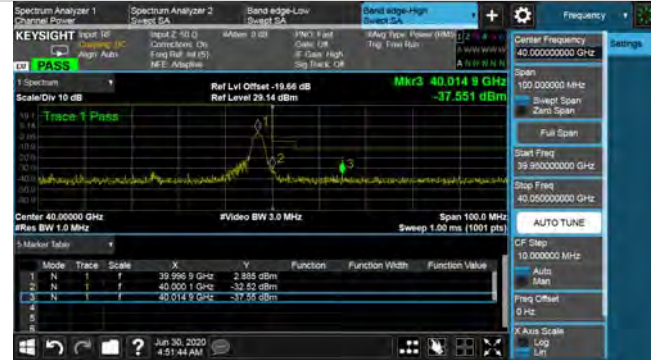 Spectrum Analyzer 1
Channel Power
Spectrum Analyzer 2
Swept SA
Band edge-Low
Swept SA
Band edge-High
Swept SA
Frequency
KEYSIGHT
Input: RF
Coupling: DC
Align: Auto
Input Z: 50 Ω
Corrections: On
Freq Ref: Int (S)
NFE: Adaptive
PNO: Fast
Gate: Off
IF Gain: High
Sig Track: Off
#Avg Type: Power (RMS)
Trig: Free Run
PASS
1 Spectrum
Scale/Div 10 dB
Ref Lvl Offset -19.66 dB
Ref Level 29.14 dBm
Mkr3 40.014 9 GHz
-37.551 dBm
Trace 1 Pass
1
2
3
Center 40.00000 GHz
#Res BW 1.0 MHz
#Video BW 3.0 MHz
Span 100.0 MHz
Sweep 1.00 ms (1001 pts)
5 Marker Table
Mode Trace Scale X Y Function Function Width Function Value
1 N 1 f 39.996 9 GHz 2.885 dBm
2 N 1 f 40.000 1 GHz -32.52 dBm
3 N 1 f 40.014 9 GHz -37.55 dBm
4
5
6
Jun 30, 2020
4:51:44 AM
Center Frequency
40.000000000 GHz
Settings
Span
100.000000 MHz
Swept Span
Zero Span
Full Span
Start Freq
39.950000000 GHz
Stop Freq
40.050000000 GHz
AUTO TUNE
CF Step
10.000000 MHz
Auto
Man
Freq Offset
0 Hz
X Axis Scale
Log
Lin